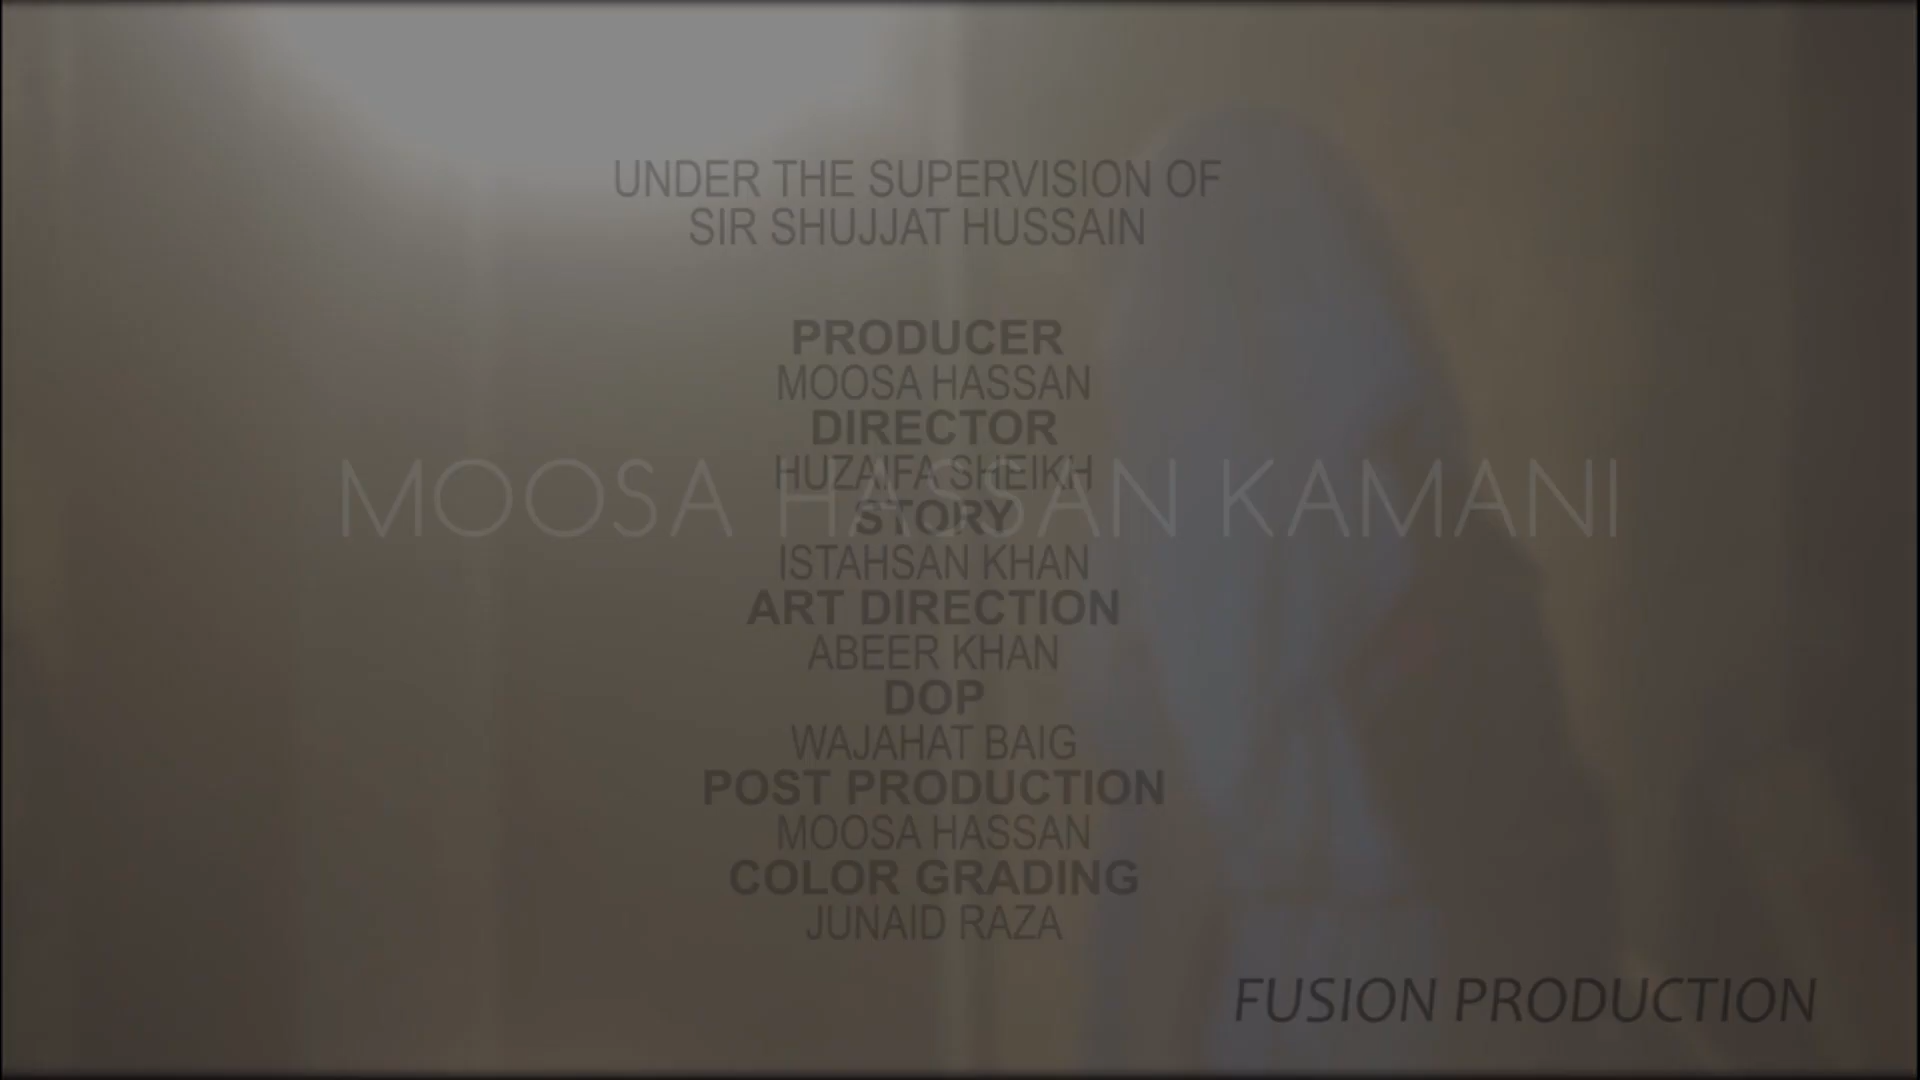 UNDER THE SUPERVISION OF
SIR SHUJJAT HUSSAIN
PRODUCER
MOOSA HASSAN
DIRECTOR
HUZAIFA SHEIKH
MOOSA HASSAN KAMANI
STORY
ISTAHSAN KHAN
ART DIRECTION
ABEER KHAN
DOP
WAJAHAT BAIG
POST PRODUCTION
MOOSA HASSAN
COLOR GRADING
JUNAID RAZA
FUSION PRODUCTION